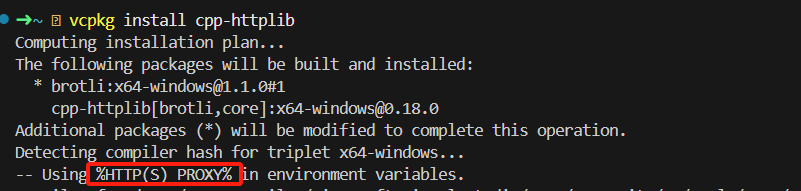 ➜~ vcpkg install cpp-httplib
Computing installation plan...
The following packages will be built and installed:
* brotli:x64-windows@1.1.0#1
cpp-httplib[brotli,core]:x64-windows@0.18.0
Additional packages (*) will be modified to complete this operation.
Detecting compiler hash for triplet x64-windows...
-- Using %HTTP(S)_PROXY% in environment variables.